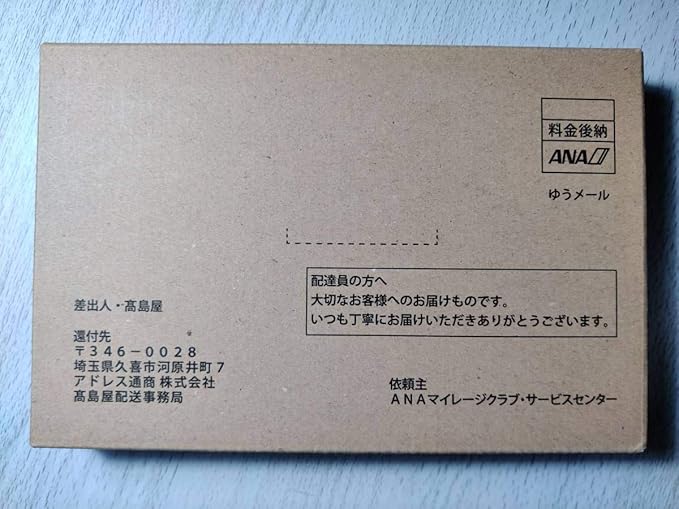 料金後納
ANA
ゆうメール
配達員の方へ
大切なお客様へのお届けものです。
いつも丁寧にお届けいただきありがとうございます。
差出人・髙島屋
還付先
〒346-0028
埼玉県久喜市河原井町7
アドレス通商 株式会社
髙島屋配送事務局
依頼主
ANAマイレージクラブ・サービスセンター